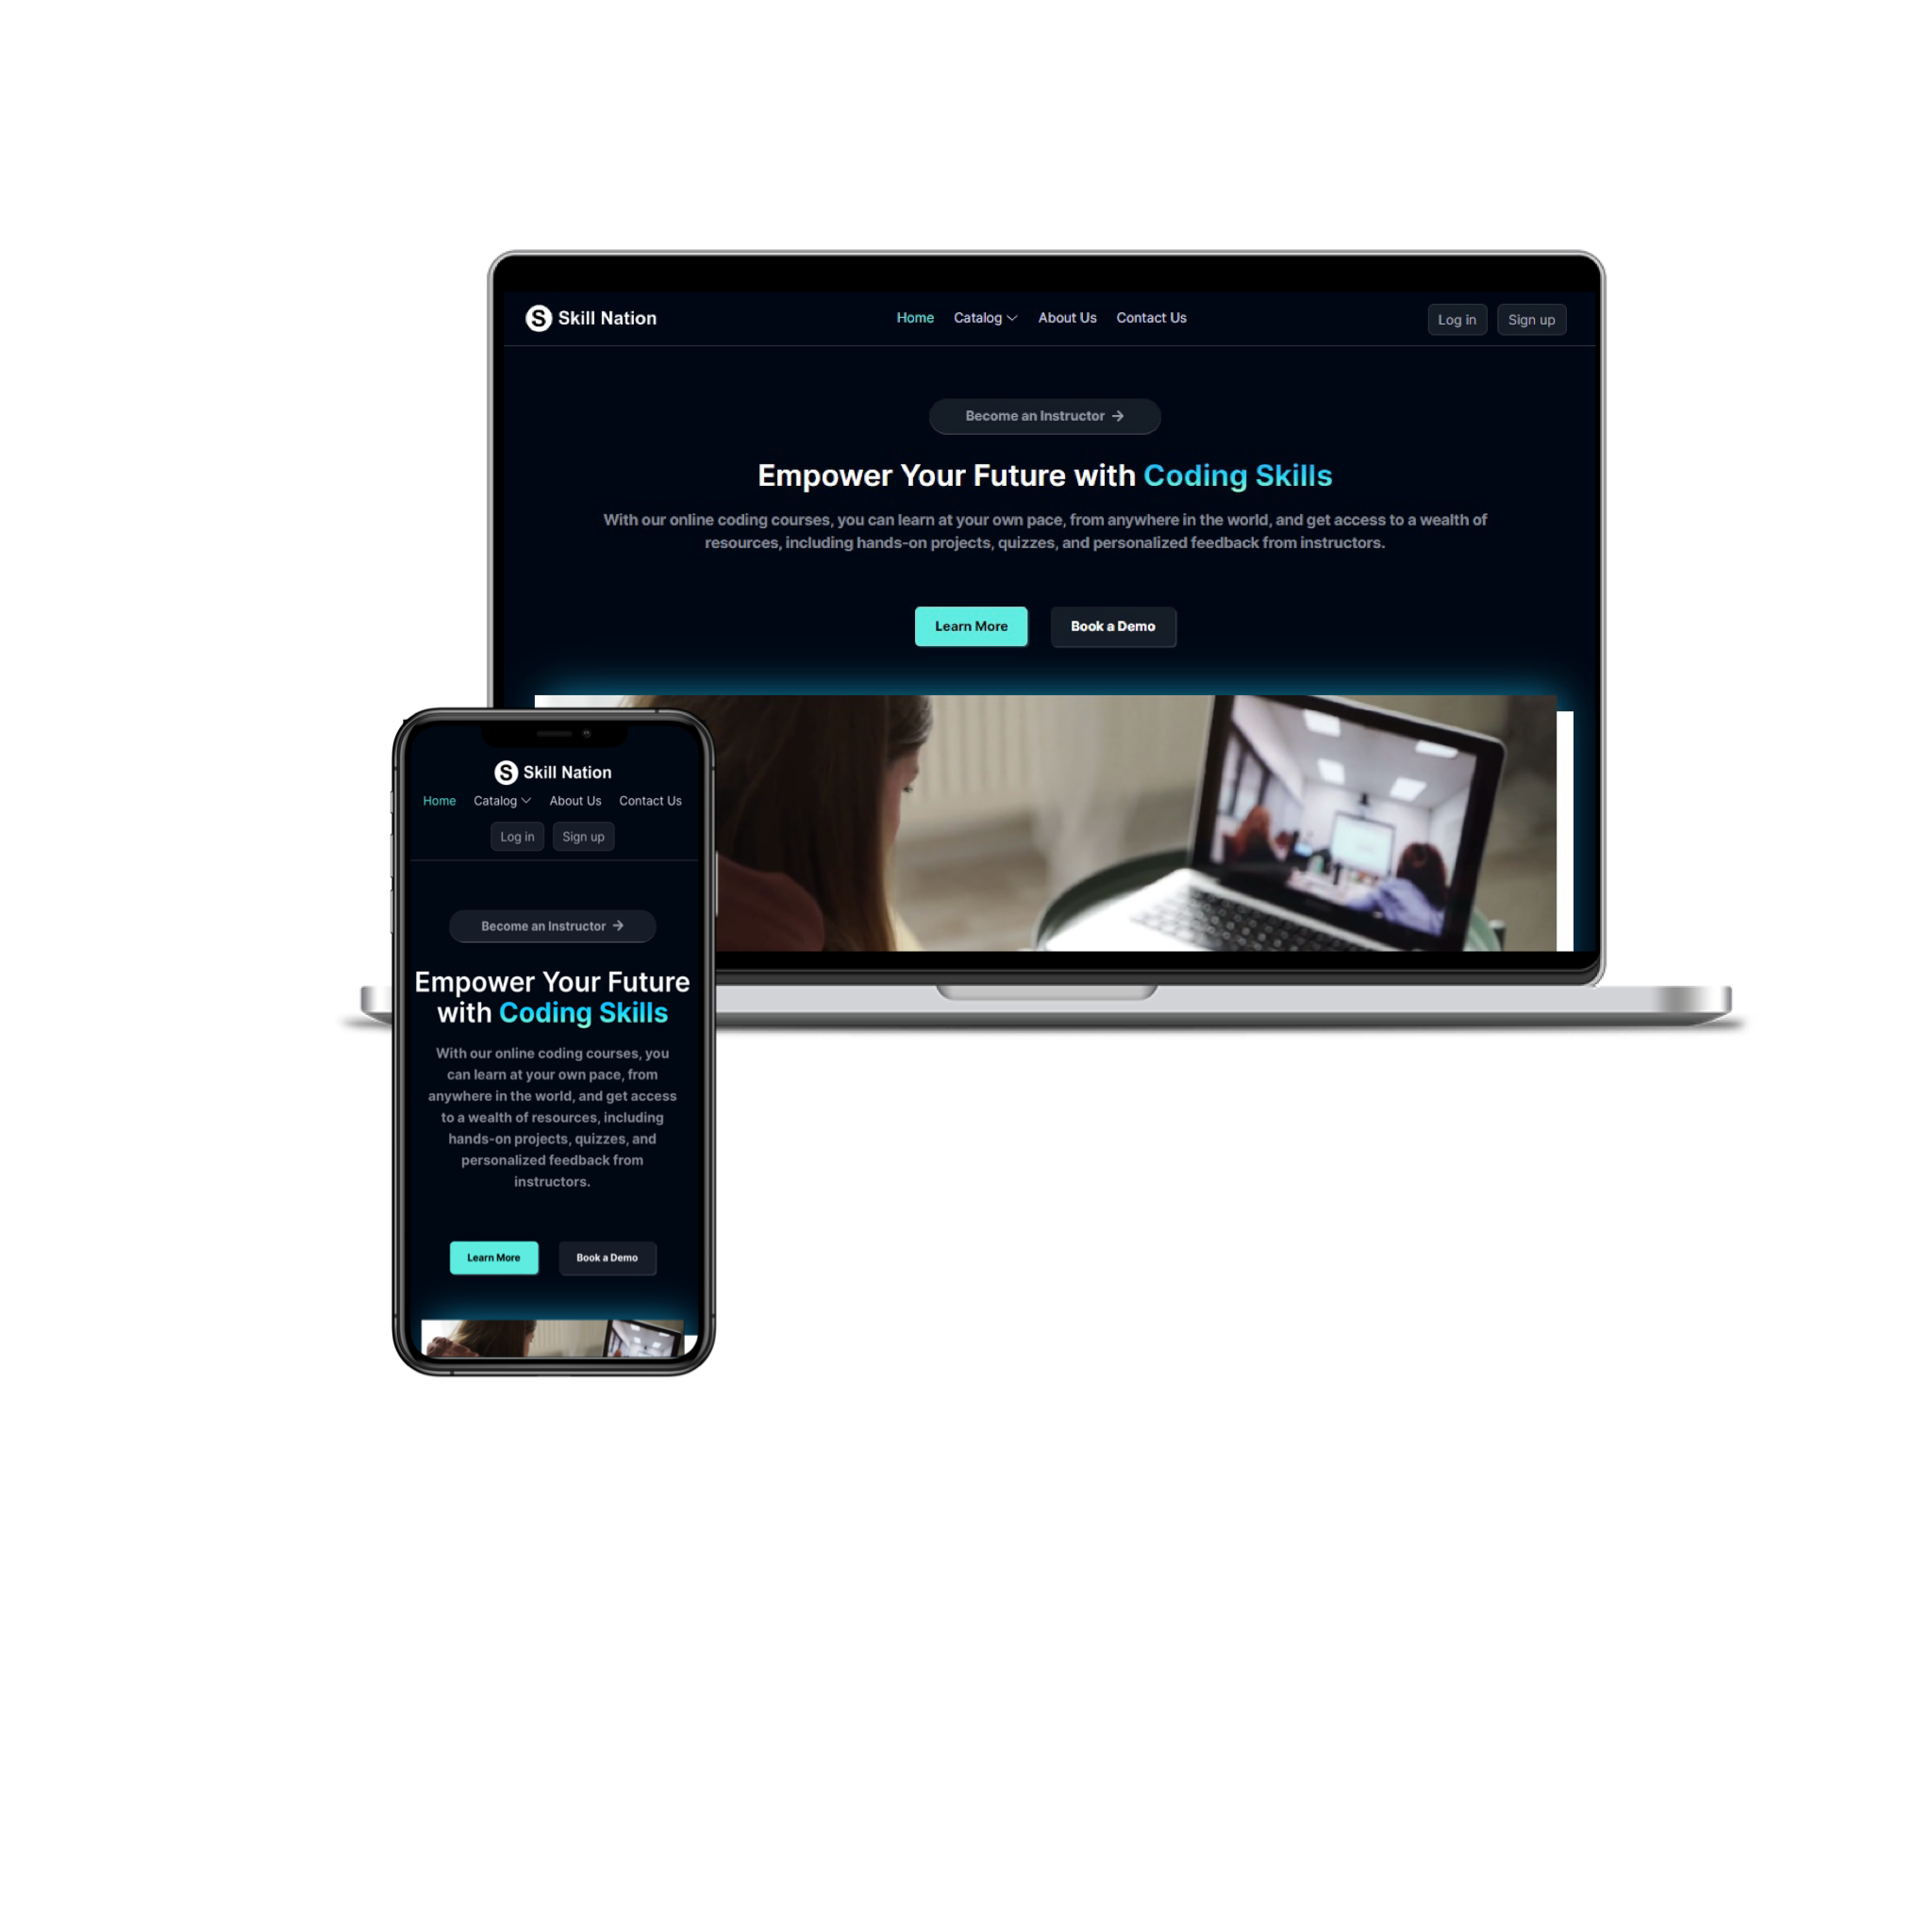 Skill Nation
Home Catalog About Us Contact Us
Log in Sign up
Become an Instructor →
Empower Your Future with Coding Skills
With our online coding courses, you can learn at your own pace, from anywhere in the world, and get access to a wealth of
resources, including hands-on projects, quizzes, and personalized feedback from instructors.
Learn More Book a Demo
Skill Nation
Home Catalog About Us Contact Us
Log in Sign up
Become an Instructor →
Empower Your Future
with Coding Skills
With our online coding courses, you
can learn at your own pace, from
anywhere in the world, and get access
to a wealth of resources, including
hands-on projects, quizzes, and
personalized feedback from
instructors.
Learn More Book a Demo